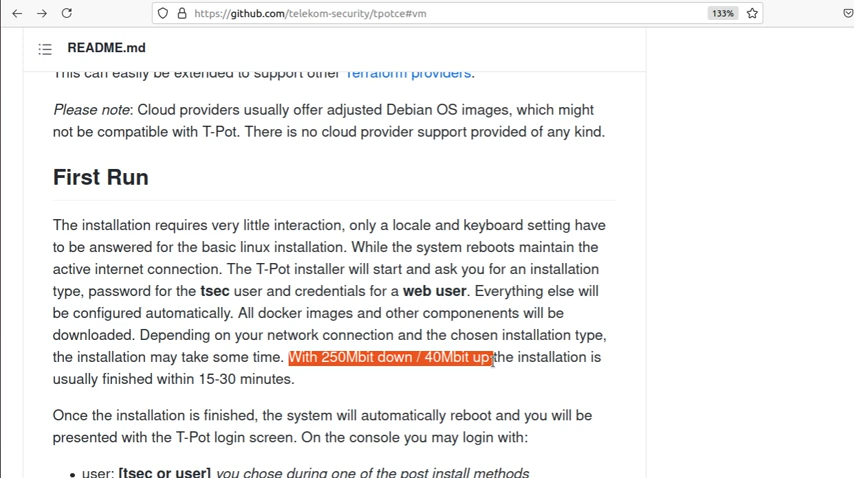 https://github.com/telekom-security/tpotce#vm
133%
README.md
This can easily be extended to support other Terraform providers.
Please note: Cloud providers usually offer adjusted Debian OS images, which might
not be compatible with T-Pot. There is no cloud provider support provided of any kind.
First Run
The installation requires very little interaction, only a locale and keyboard setting have
to be answered for the basic linux installation. While the system reboots maintain the
active internet connection. The T-Pot installer will start and ask you for an installation
type, password for the tsec user and credentials for a web user. Everything else will
be configured automatically. All docker images and other componenents will be
downloaded. Depending on your network connection and the chosen installation type,
the installation may take some time. With 250Mbit down / 40Mbit up the installation is
usually finished within 15-30 minutes.
Once the installation is finished, the system will automatically reboot and you will be
presented with the T-Pot login screen. On the console you may login with:
• user: [tsec or user] you chose during one of the post install methods